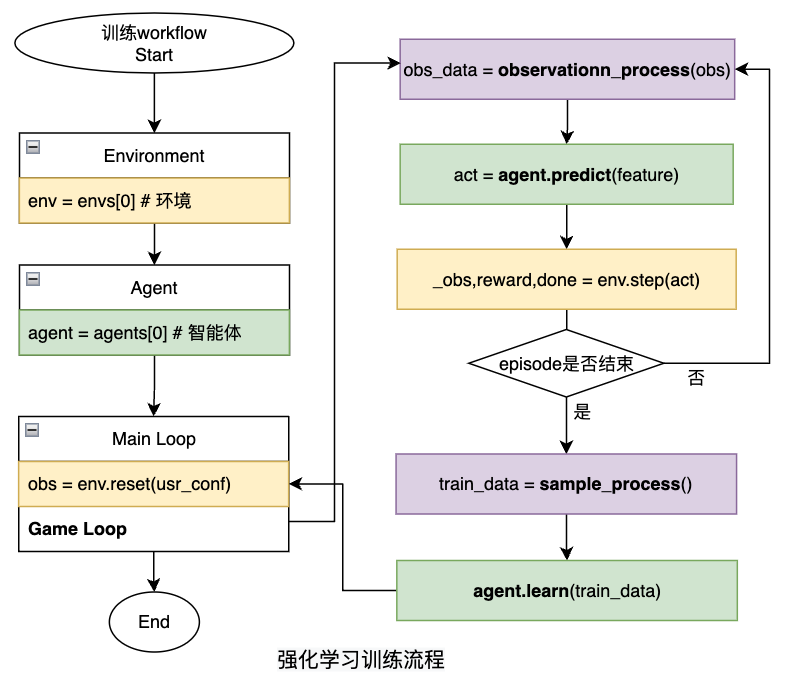 训练workflow
Start
Environment
env = envs[0] # 环境
Agent
agent = agents[0] # 智能体
Main Loop
obs = env.reset(usr_conf)
Game Loop
End
obs_data = observationn_process(obs)
act = agent.predict(feature)
_obs,reward,done = env.step(act)
episode是否结束
否
是
train_data = sample_process()
agent.learn(train_data)
强化学习训练流程